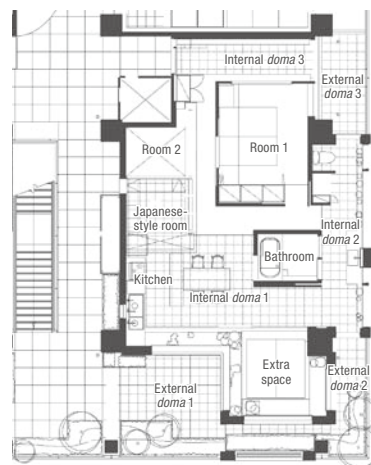 Internal doma 3
External
doma 3
Room 2
Room 1
Japanese-
style room
Internal
doma 2
Bathroom
Kitchen
Internal doma 1
Extra
space
External
doma 1
External
doma 2